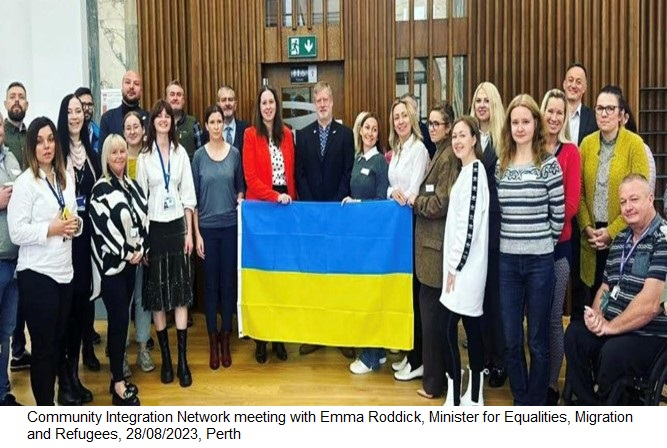 Community Integration Network meeting with Emma Roddick, Minister for Equalities, Migration
and Refugees, 28/08/2023, Perth